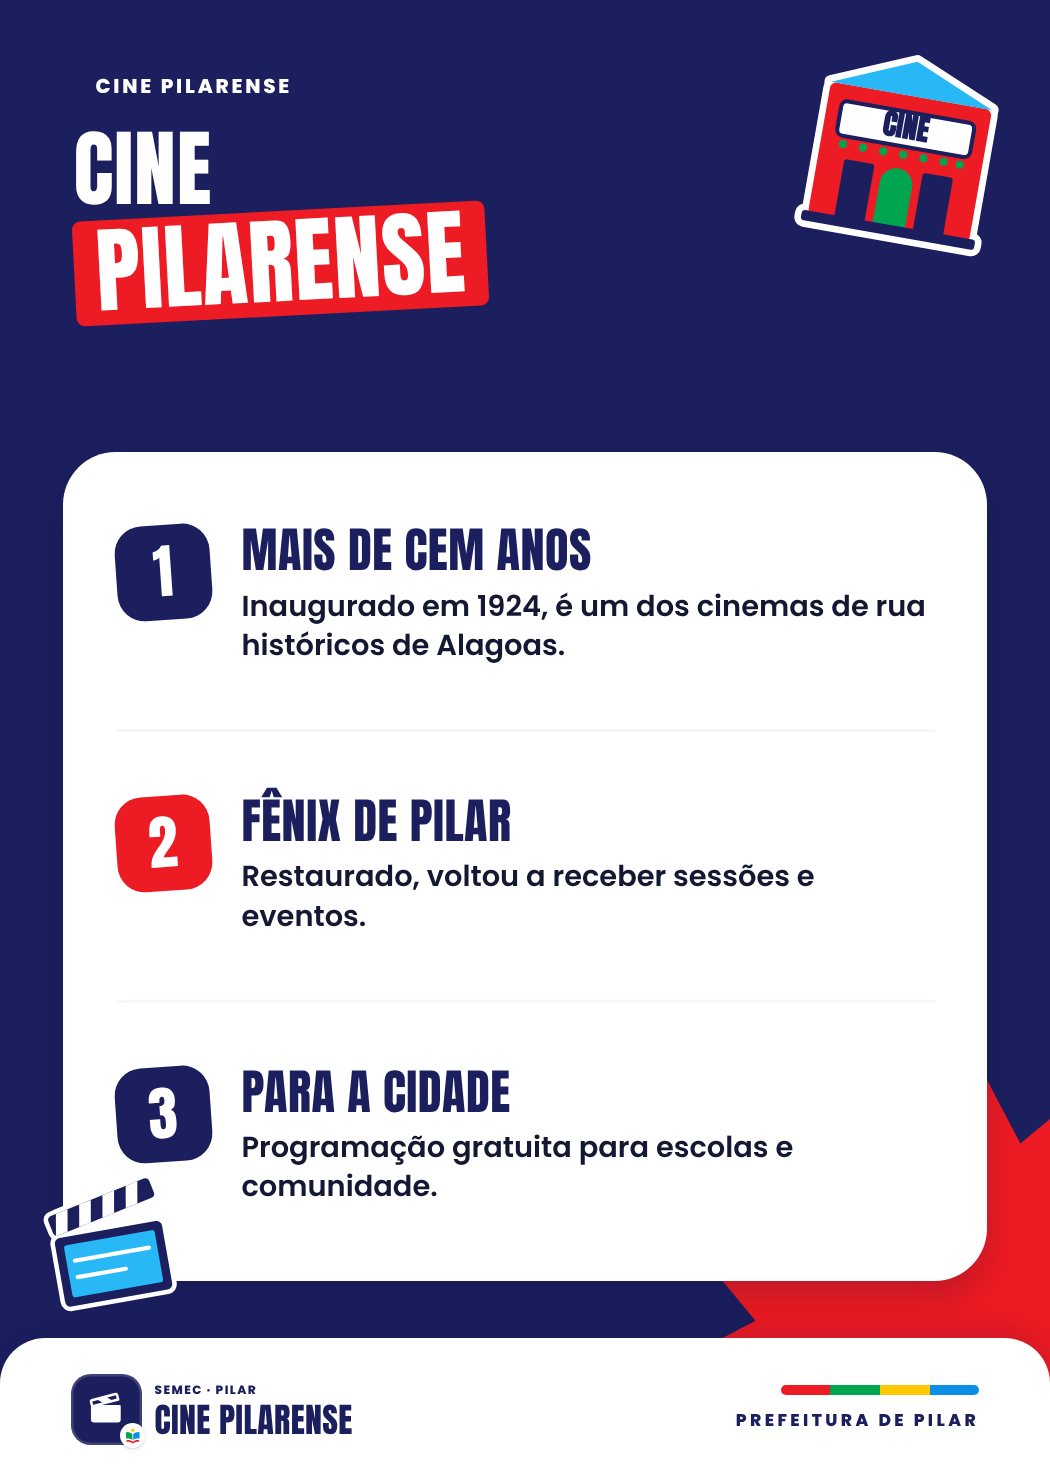 CINE PILARENSE
CINE
PILARENSE
CINE
1
MAIS DE CEM ANOS
Inaugurado em 1924, é um dos cinemas de rua
históricos de Alagoas.
2
FÊNIX DE PILAR
Restaurado, voltou a receber sessões e
eventos.
3
PARA A CIDADE
Programação gratuita para escolas e
comunidade.
SEMEC · PILAR
CINE PILARENSE
PREFEITURA DE PILAR